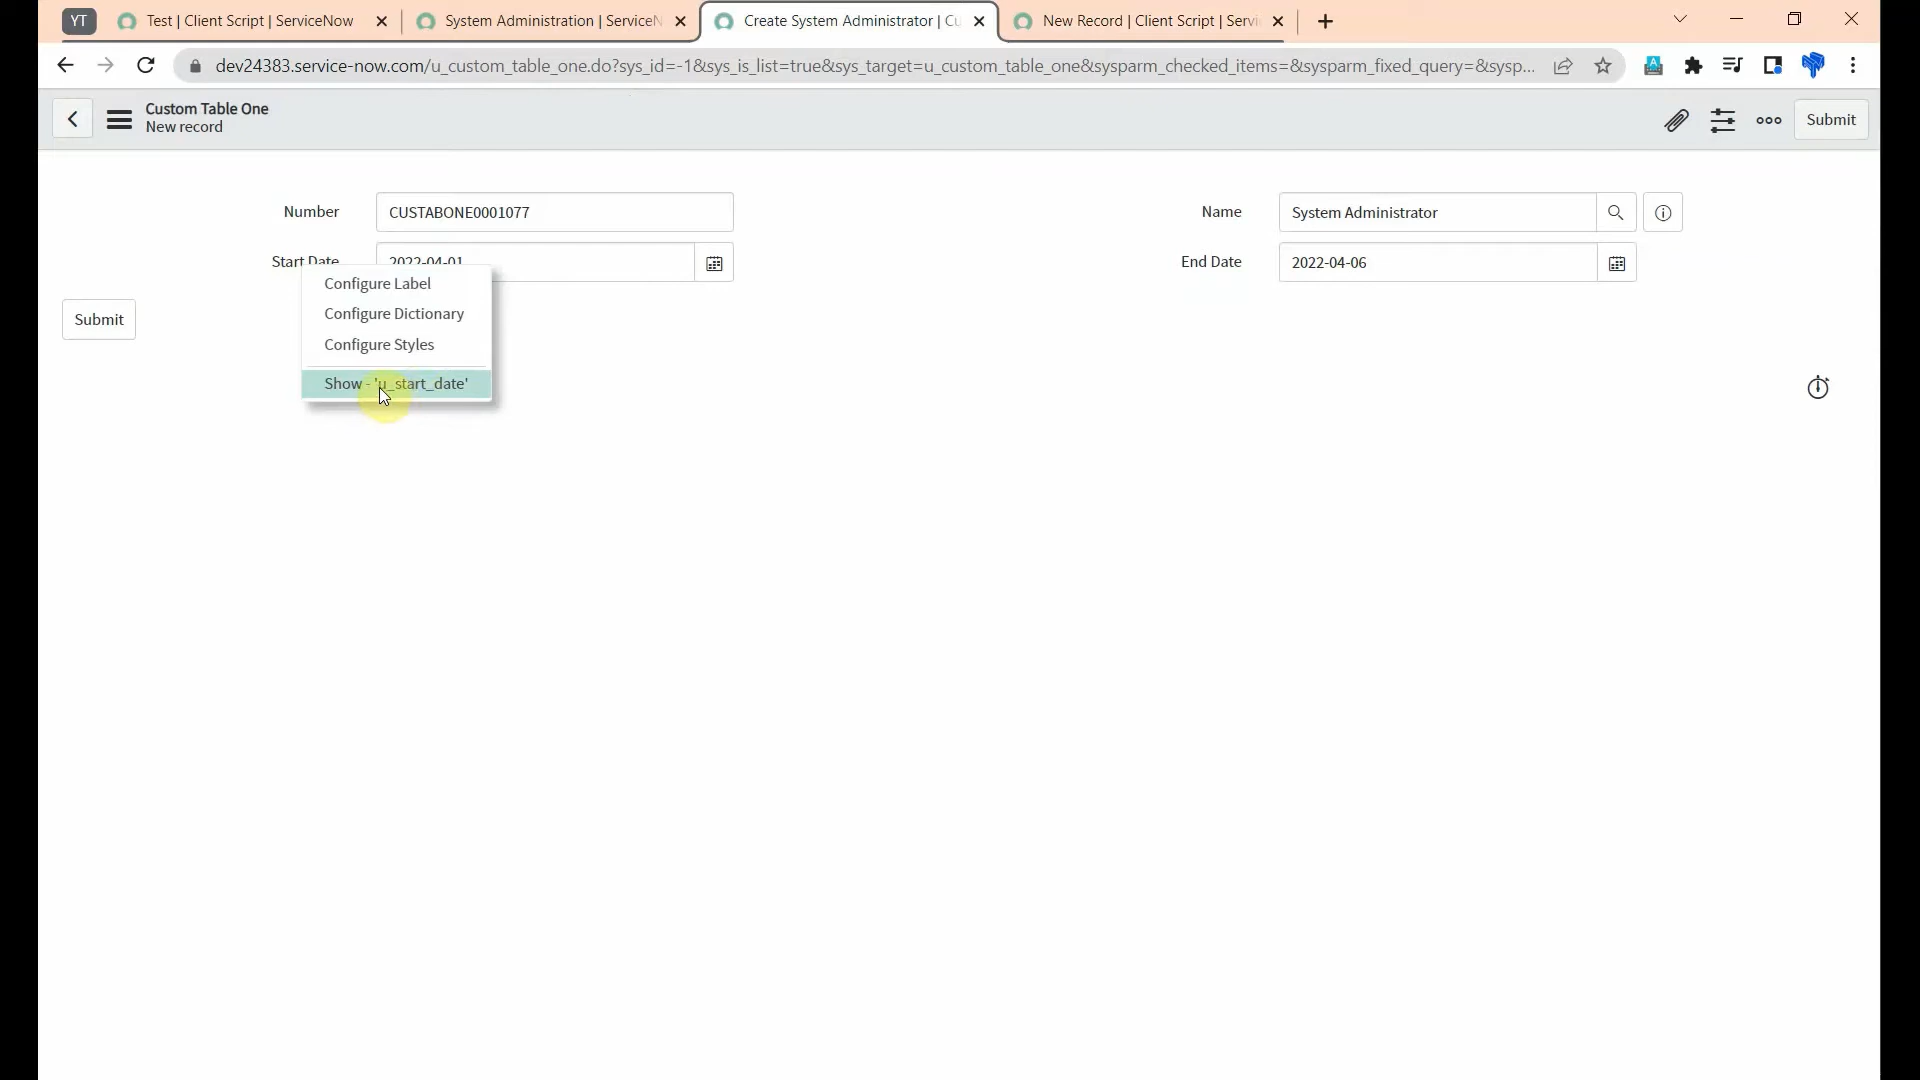 YT
Test | Client Script | ServiceNow
System Administration | ServiceN
Create System Administrator | Cu
New Record | Client Script | Servi
dev24383.service-now.com/u_custom_table_one.do?sys_id=-1&sys_is_list=true&sys_target=u_custom_table_one&sysparm_checked_items=&sysparm_fixed_query=&sysp...
Custom Table One
New record
Submit
Number
CUSTABONE0001077
Name
System Administrator
Start Date
2022-04-01
End Date
2022-04-06
Configure Label
Configure Dictionary
Configure Styles
Show - 'u_start_date'
Submit